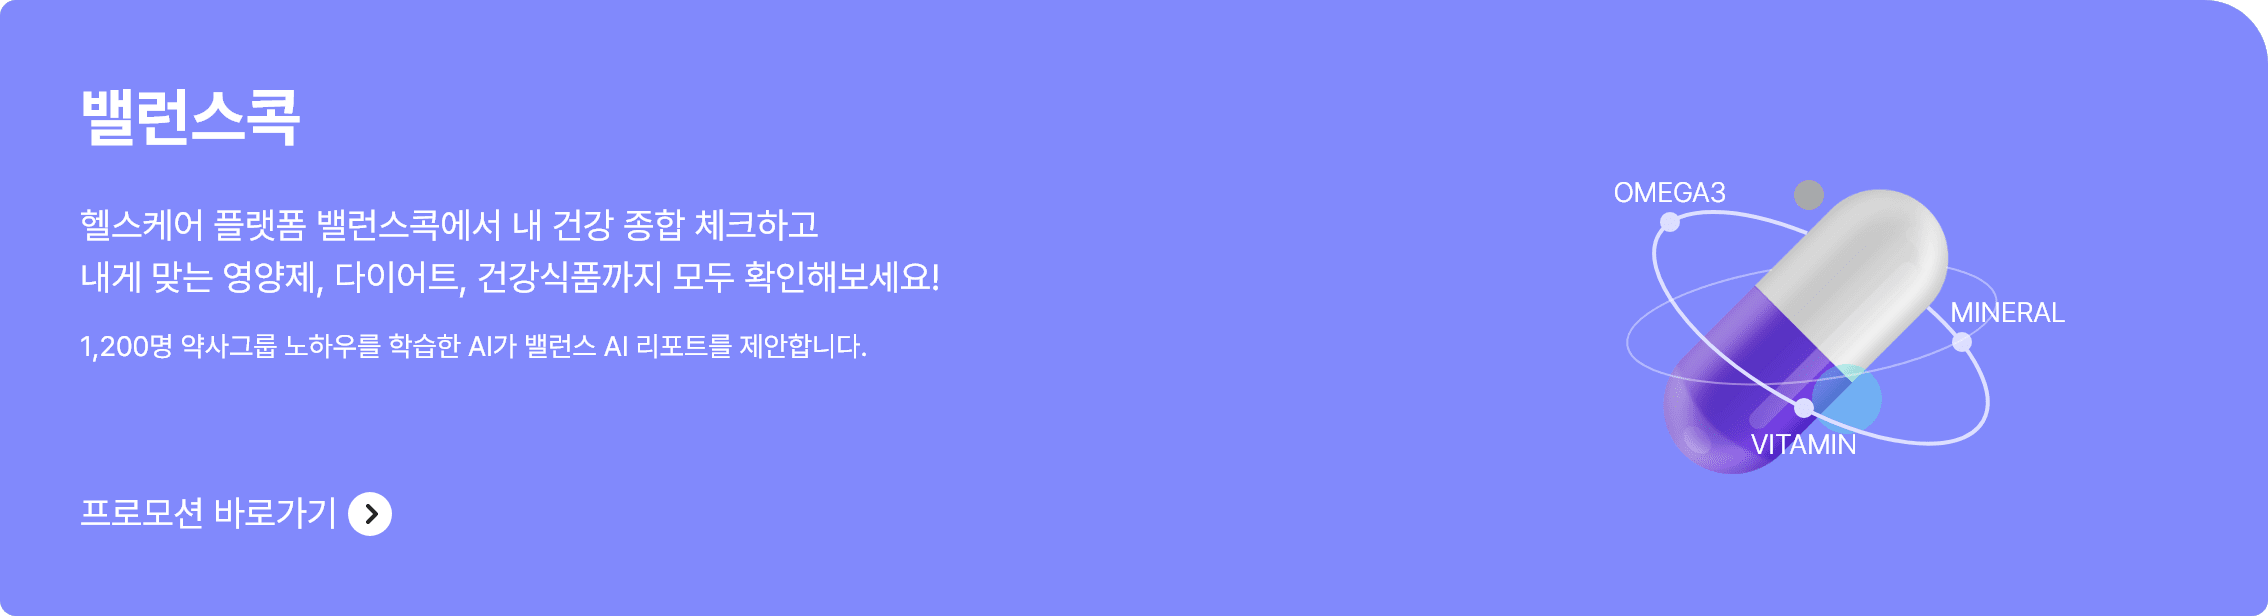 밸런스콕
헬스케어 플랫폼 밸런스콕에서 내 건강 종합 체크하고
내게 맞는 영양제, 다이어트, 건강식품까지 모두 확인해보세요!
1,200명 약사그룹 노하우를 학습한 AI가 밸런스 AI 리포트를 제안합니다.
프로모션 바로가기
OMEGA3
MINERAL
VITAMIN